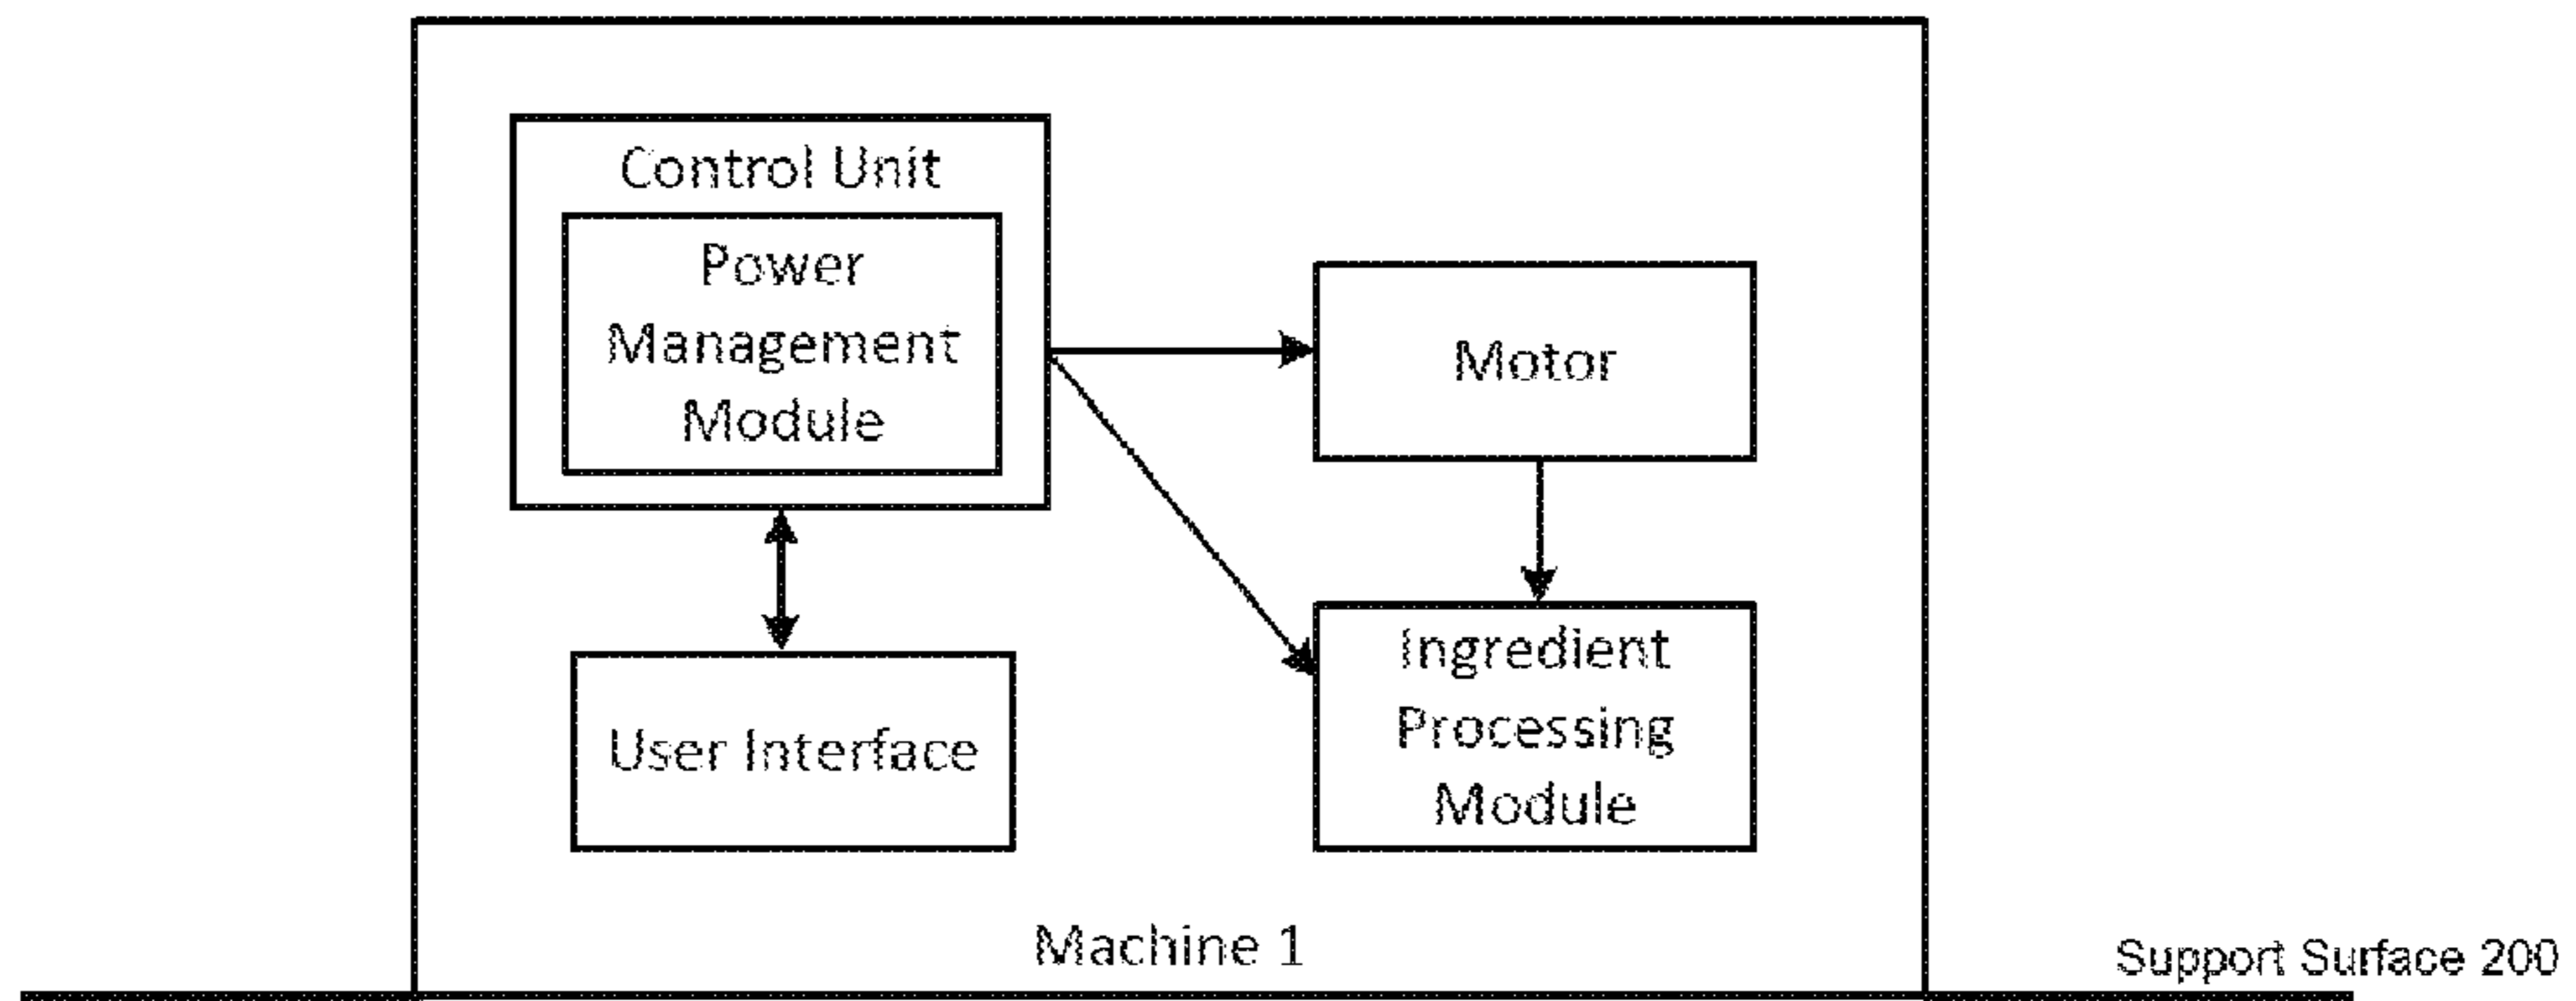 Control Unit
Power
Management
Module
Motor
User Interface
Ingredient
Processing
Module
Machine 1
Support Surface 200